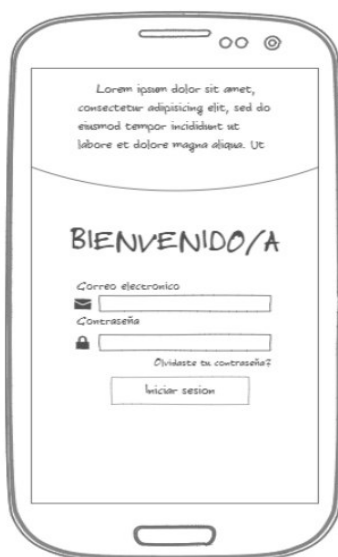 Lorem ipsum dolor sit amet,
consectetur adipisicing elit, sed do
eiusmod tempor incididunt ut
labore et dolore magna aliqua. Ut
BIENVENIDO/A
Correo electronico
Contraseña
Olvidaste tu contraseña?
Iniciar sesion